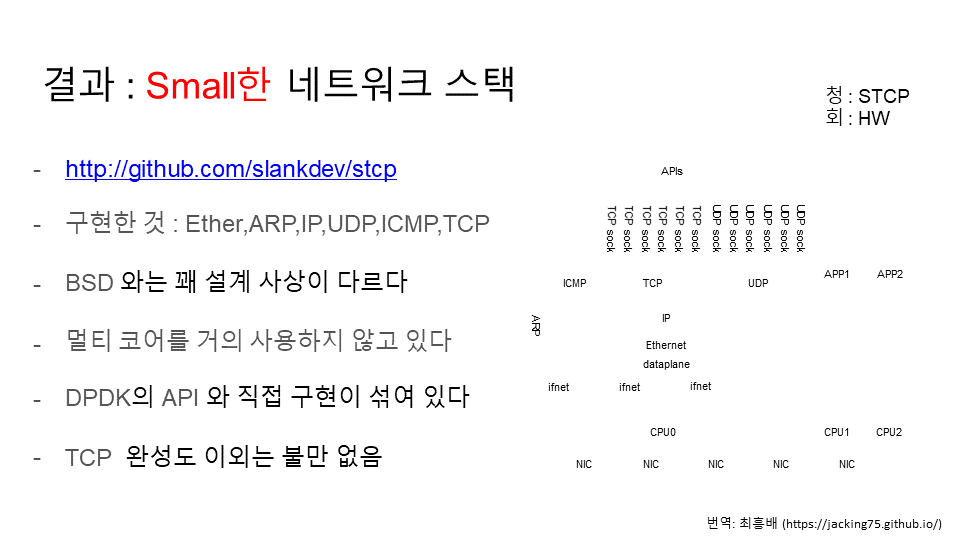 결과 : Small한 네트워크 스택
청 : STCP
회 : HW
- http://github.com/slankdev/stcp
- 구현한 것 : Ether,ARP,IP,UDP,ICMP,TCP
- BSD 와는 꽤 설계 사상이 다르다
- 멀티 코어를 거의 사용하지 않고 있다
- DPDK의 API 와 직접 구현이 섞여 있다
- TCP 완성도 이외는 불만 없음
APIs
TCP sock
TCP sock
TCP sock
TCP sock
TCP sock
TCP sock
UDP sock
UDP sock
UDP sock
UDP sock
UDP sock
UDP sock
APP1 APP2
ICMP TCP UDP
ARP
IP
Ethernet
dataplane
ifnet ifnet ifnet
CPU0 CPU1 CPU2
NIC NIC NIC NIC NIC
번역: 최흥배 (https://jacking75.github.io/)